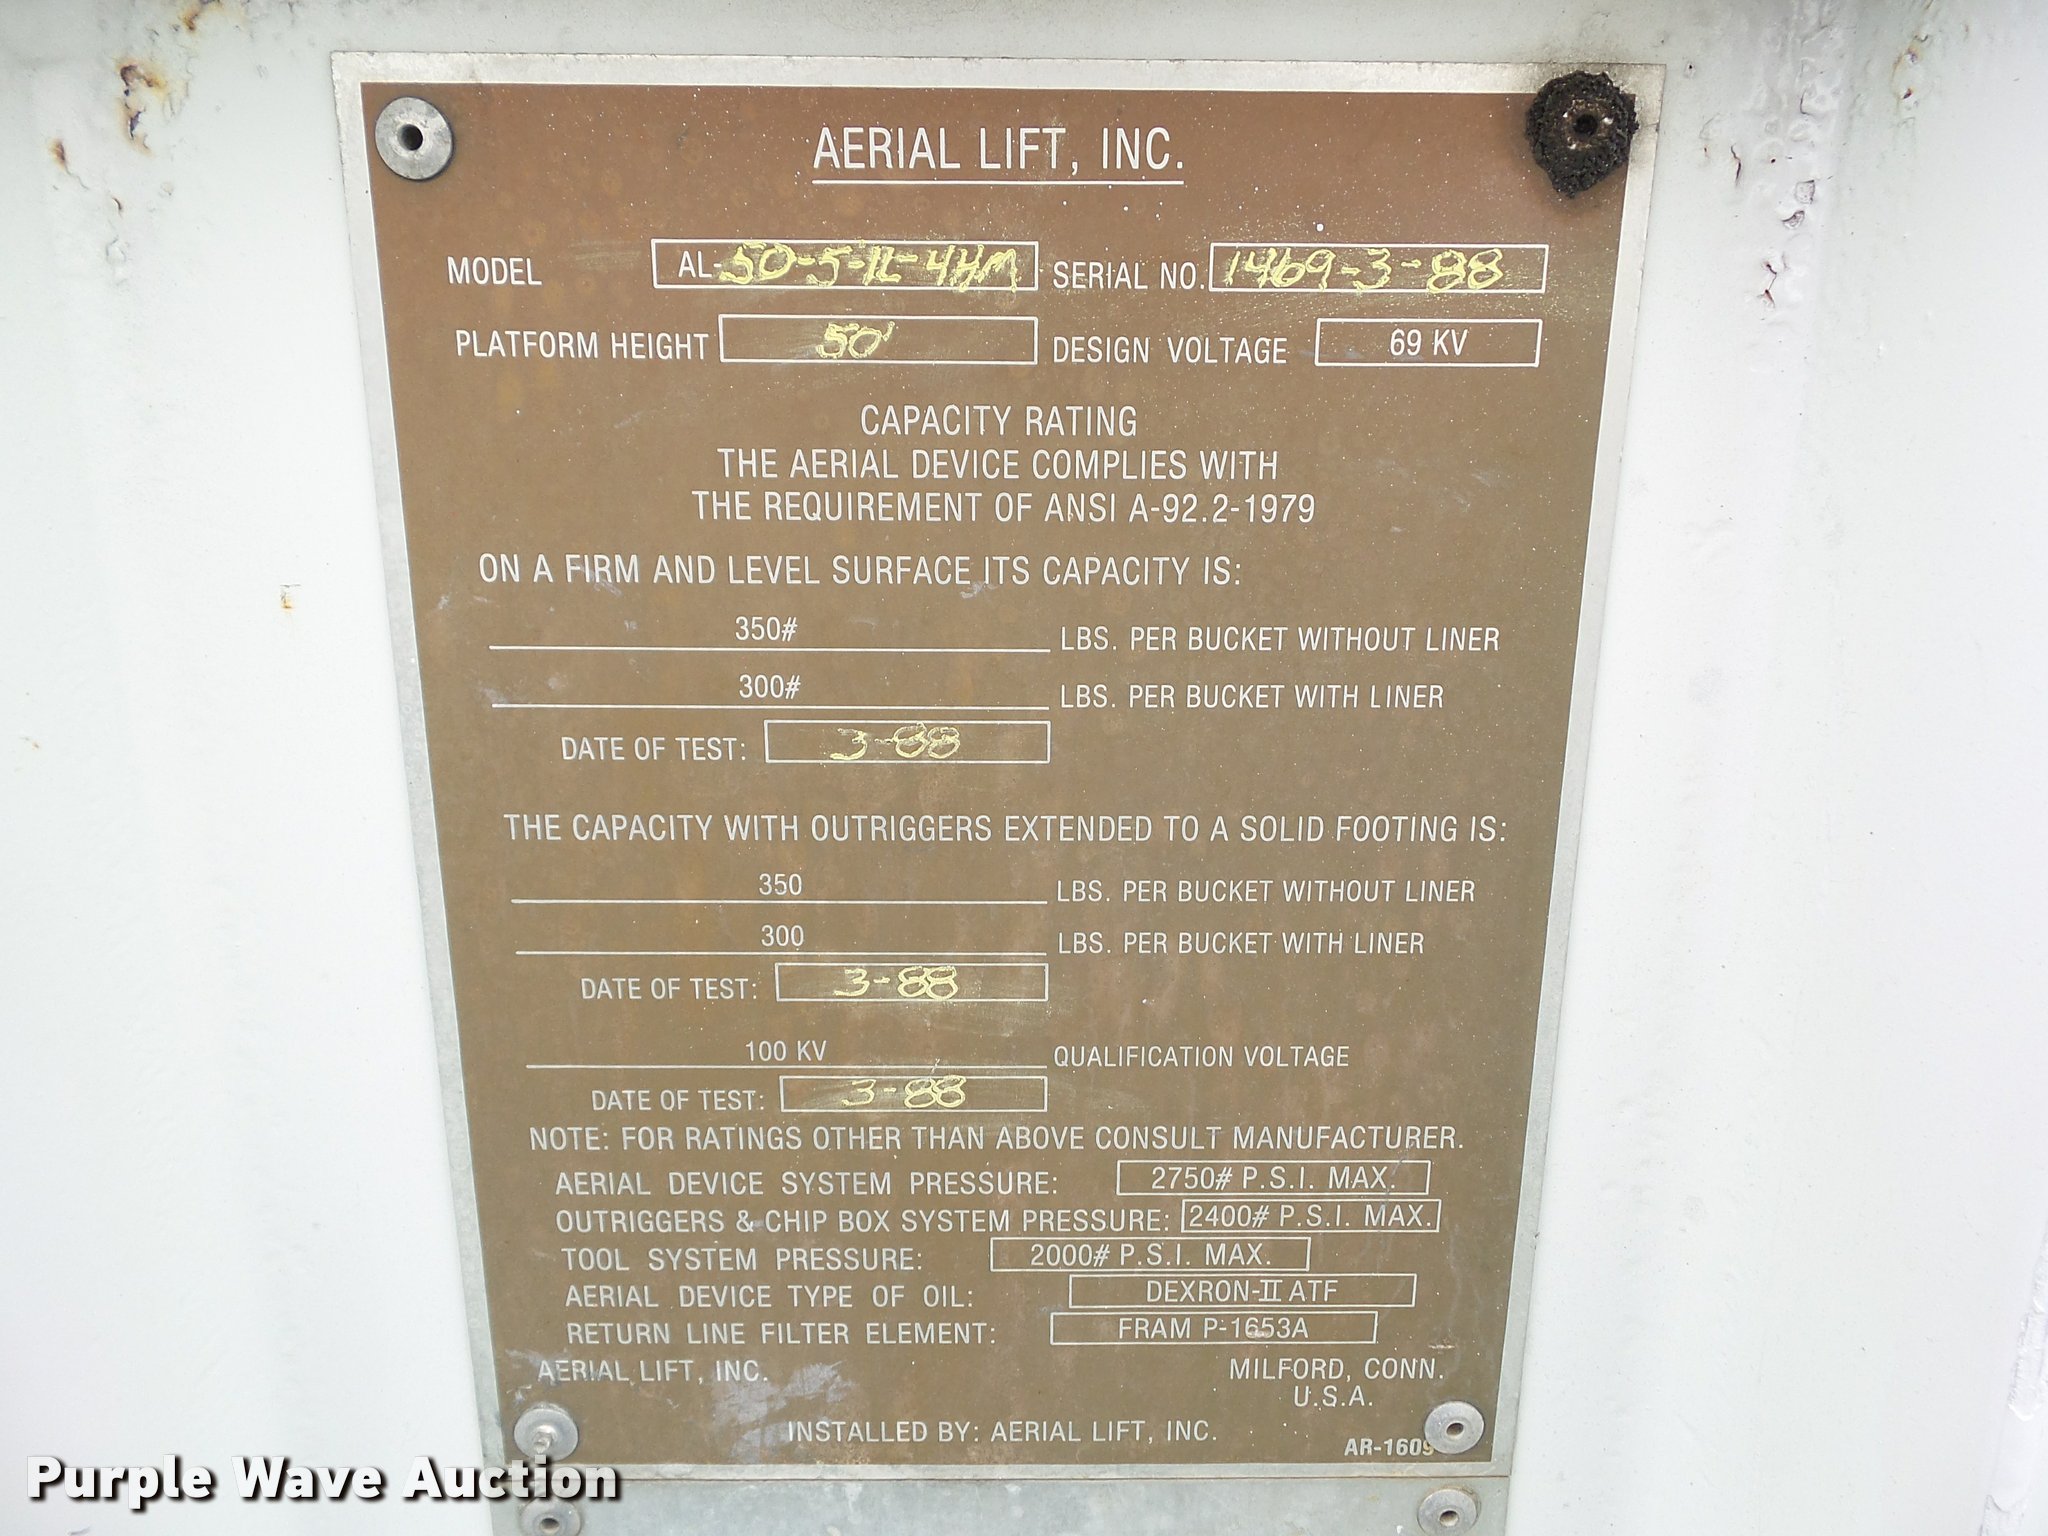 AERIAL LIFT, INC.
MODEL AL-50-5-1L-4HM SERIAL NO. 1469-3-88
PLATFORM HEIGHT 50' DESIGN VOLTAGE 69 KV
CAPACITY RATING
THE AERIAL DEVICE COMPLIES WITH
THE REQUIREMENT OF ANSI A-92.2-1979
ON A FIRM AND LEVEL SURFACE ITS CAPACITY IS:
350# LBS. PER BUCKET WITHOUT LINER
300# LBS. PER BUCKET WITH LINER
DATE OF TEST: 3-88
THE CAPACITY WITH OUTRIGGERS EXTENDED TO A SOLID FOOTING IS:
350 LBS. PER BUCKET WITHOUT LINER
300 LBS. PER BUCKET WITH LINER
DATE OF TEST: 3-88
100 KV QUALIFICATION VOLTAGE
DATE OF TEST: 3-88
NOTE: FOR RATINGS OTHER THAN ABOVE CONSULT MANUFACTURER.
AERIAL DEVICE SYSTEM PRESSURE: 2750# P.S.I. MAX.
OUTRIGGERS & CHIP BOX SYSTEM PRESSURE: 2400# P.S.I. MAX.
TOOL SYSTEM PRESSURE: 2000# P.S.I. MAX.
AERIAL DEVICE TYPE OF OIL: DEXRON-II ATF
RETURN LINE FILTER ELEMENT: FRAM P-1653A
AERIAL LIFT, INC. MILFORD, CONN.
U.S.A.
INSTALLED BY: AERIAL LIFT, INC.
AR-1609
Purple Wave Auction